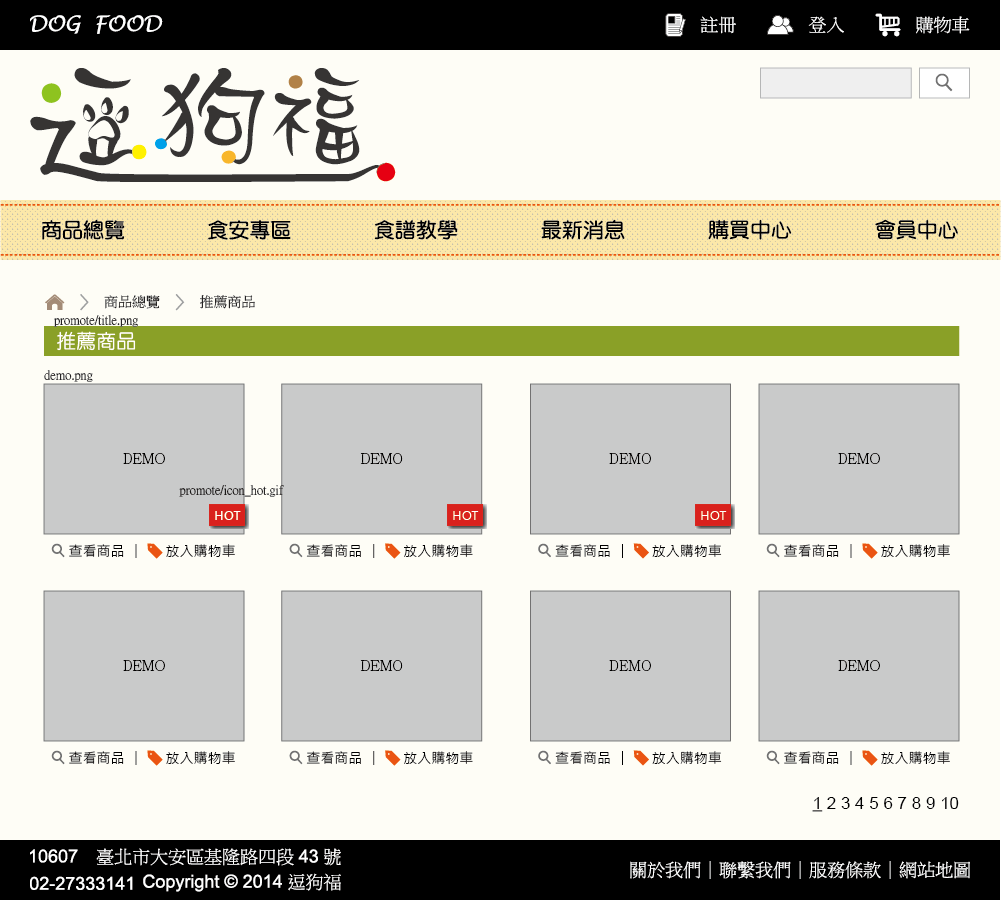 DOG FOOD 註冊 登入 購物車
逗狗福
商品總覽 食安專區 食譜教學 最新消息 購買中心 會員中心
商品總覽 推薦商品
promote/title.png
推薦商品
demo.png
DEMO DEMO DEMO DEMO
promote/icon_hot.gif
HOT HOT HOT
查看商品 | 放入購物車 查看商品 | 放入購物車 查看商品 | 放入購物車 查看商品 | 放入購物車
DEMO DEMO DEMO DEMO
查看商品 | 放入購物車 查看商品 | 放入購物車 查看商品 | 放入購物車 查看商品 | 放入購物車
1 2 3 4 5 6 7 8 9 10
10607 臺北市大安區基隆路四段 43 號
02-27333141 Copyright © 2014 逗狗福
關於我們｜聯繫我們｜服務條款｜網站地圖